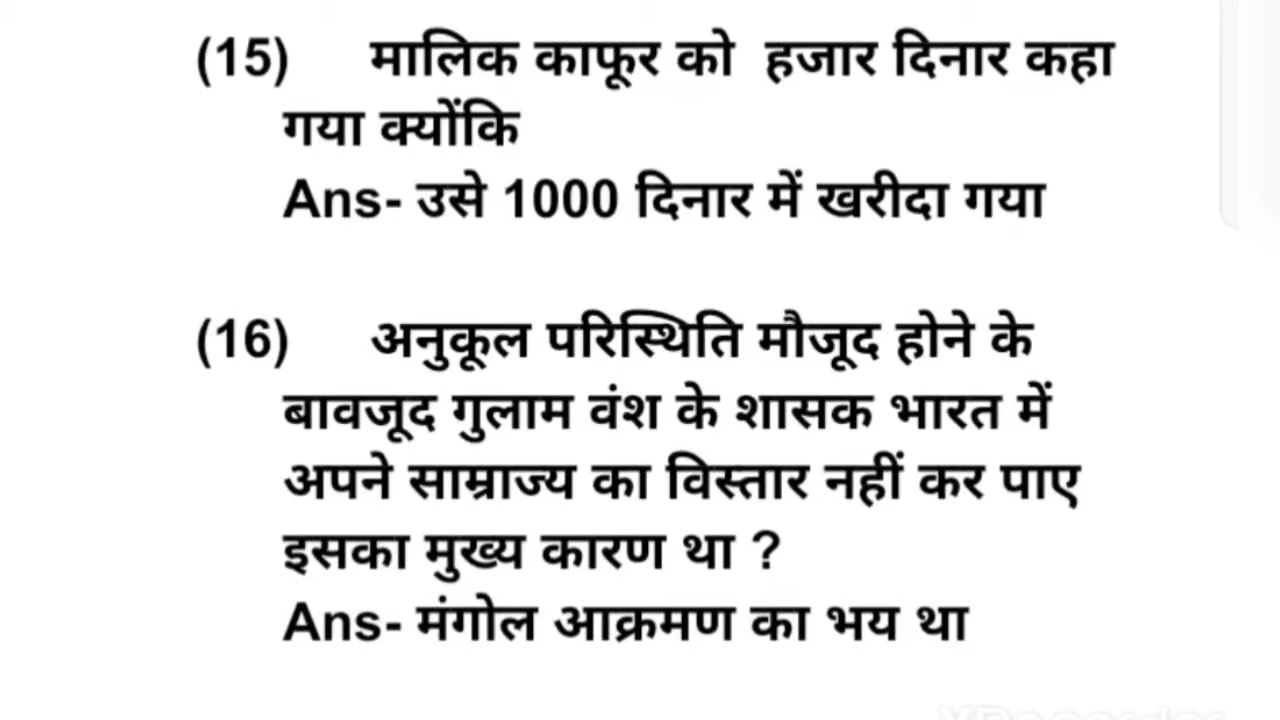 (15) मालिक काफूर को हजार दिनार कहा
गया क्योंकि
Ans- उसे 1000 दिनार में खरीदा गया
(16) अनुकूल परिस्थिति मौजूद होने के
बावजूद गुलाम वंश के शासक भारत में
अपने साम्राज्य का विस्तार नहीं कर पाए
इसका मुख्य कारण था ?
Ans- मंगोल आक्रमण का भय था